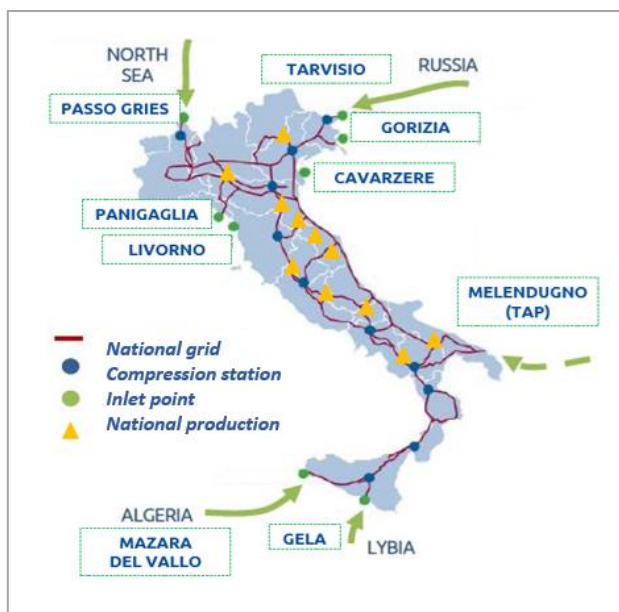 NORTH
SEA
TARVISIO
RUSSIA
PASSO GRIES
GORIZIA
CAVARZERE
PANIGAGLIA
LIVORNO
MELENDUGNO
(TAP)
National grid
Compression station
Inlet point
National production
ALGERIA
MAZARA
DEL VALLO
GELA
LYBIA